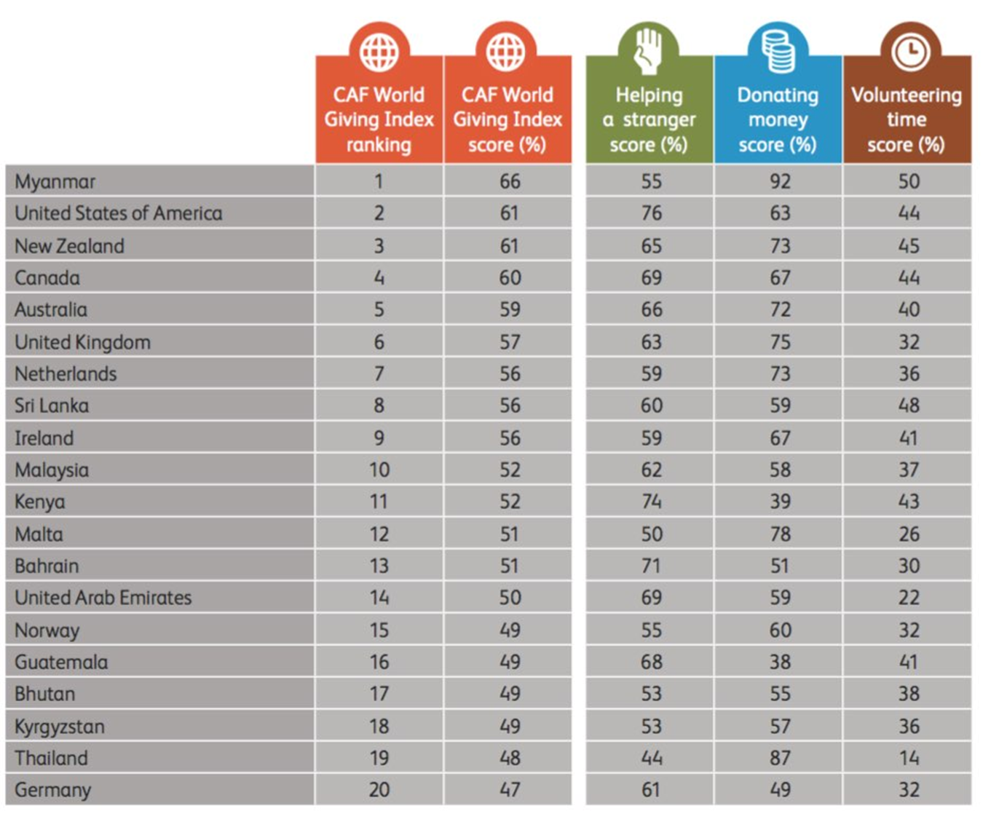 CAF World Giving Index ranking CAF World Giving Index score (%) Helping a stranger score (%) Donating money score (%) Volunteering time score (%)
Myanmar 1 66 55 92 50
United States of America 2 61 76 63 44
New Zealand 3 61 65 73 45
Canada 4 60 69 67 44
Australia 5 59 66 72 40
United Kingdom 6 57 63 75 32
Netherlands 7 56 59 73 36
Sri Lanka 8 56 60 59 48
Ireland 9 56 59 67 41
Malaysia 10 52 62 58 37
Kenya 11 52 74 39 43
Malta 12 51 50 78 26
Bahrain 13 51 71 51 30
United Arab Emirates 14 50 69 59 22
Norway 15 49 55 60 32
Guatemala 16 49 68 38 41
Bhutan 17 49 53 55 38
Kyrgyzstan 18 49 53 57 36
Thailand 19 48 44 87 14
Germany 20 47 61 49 32